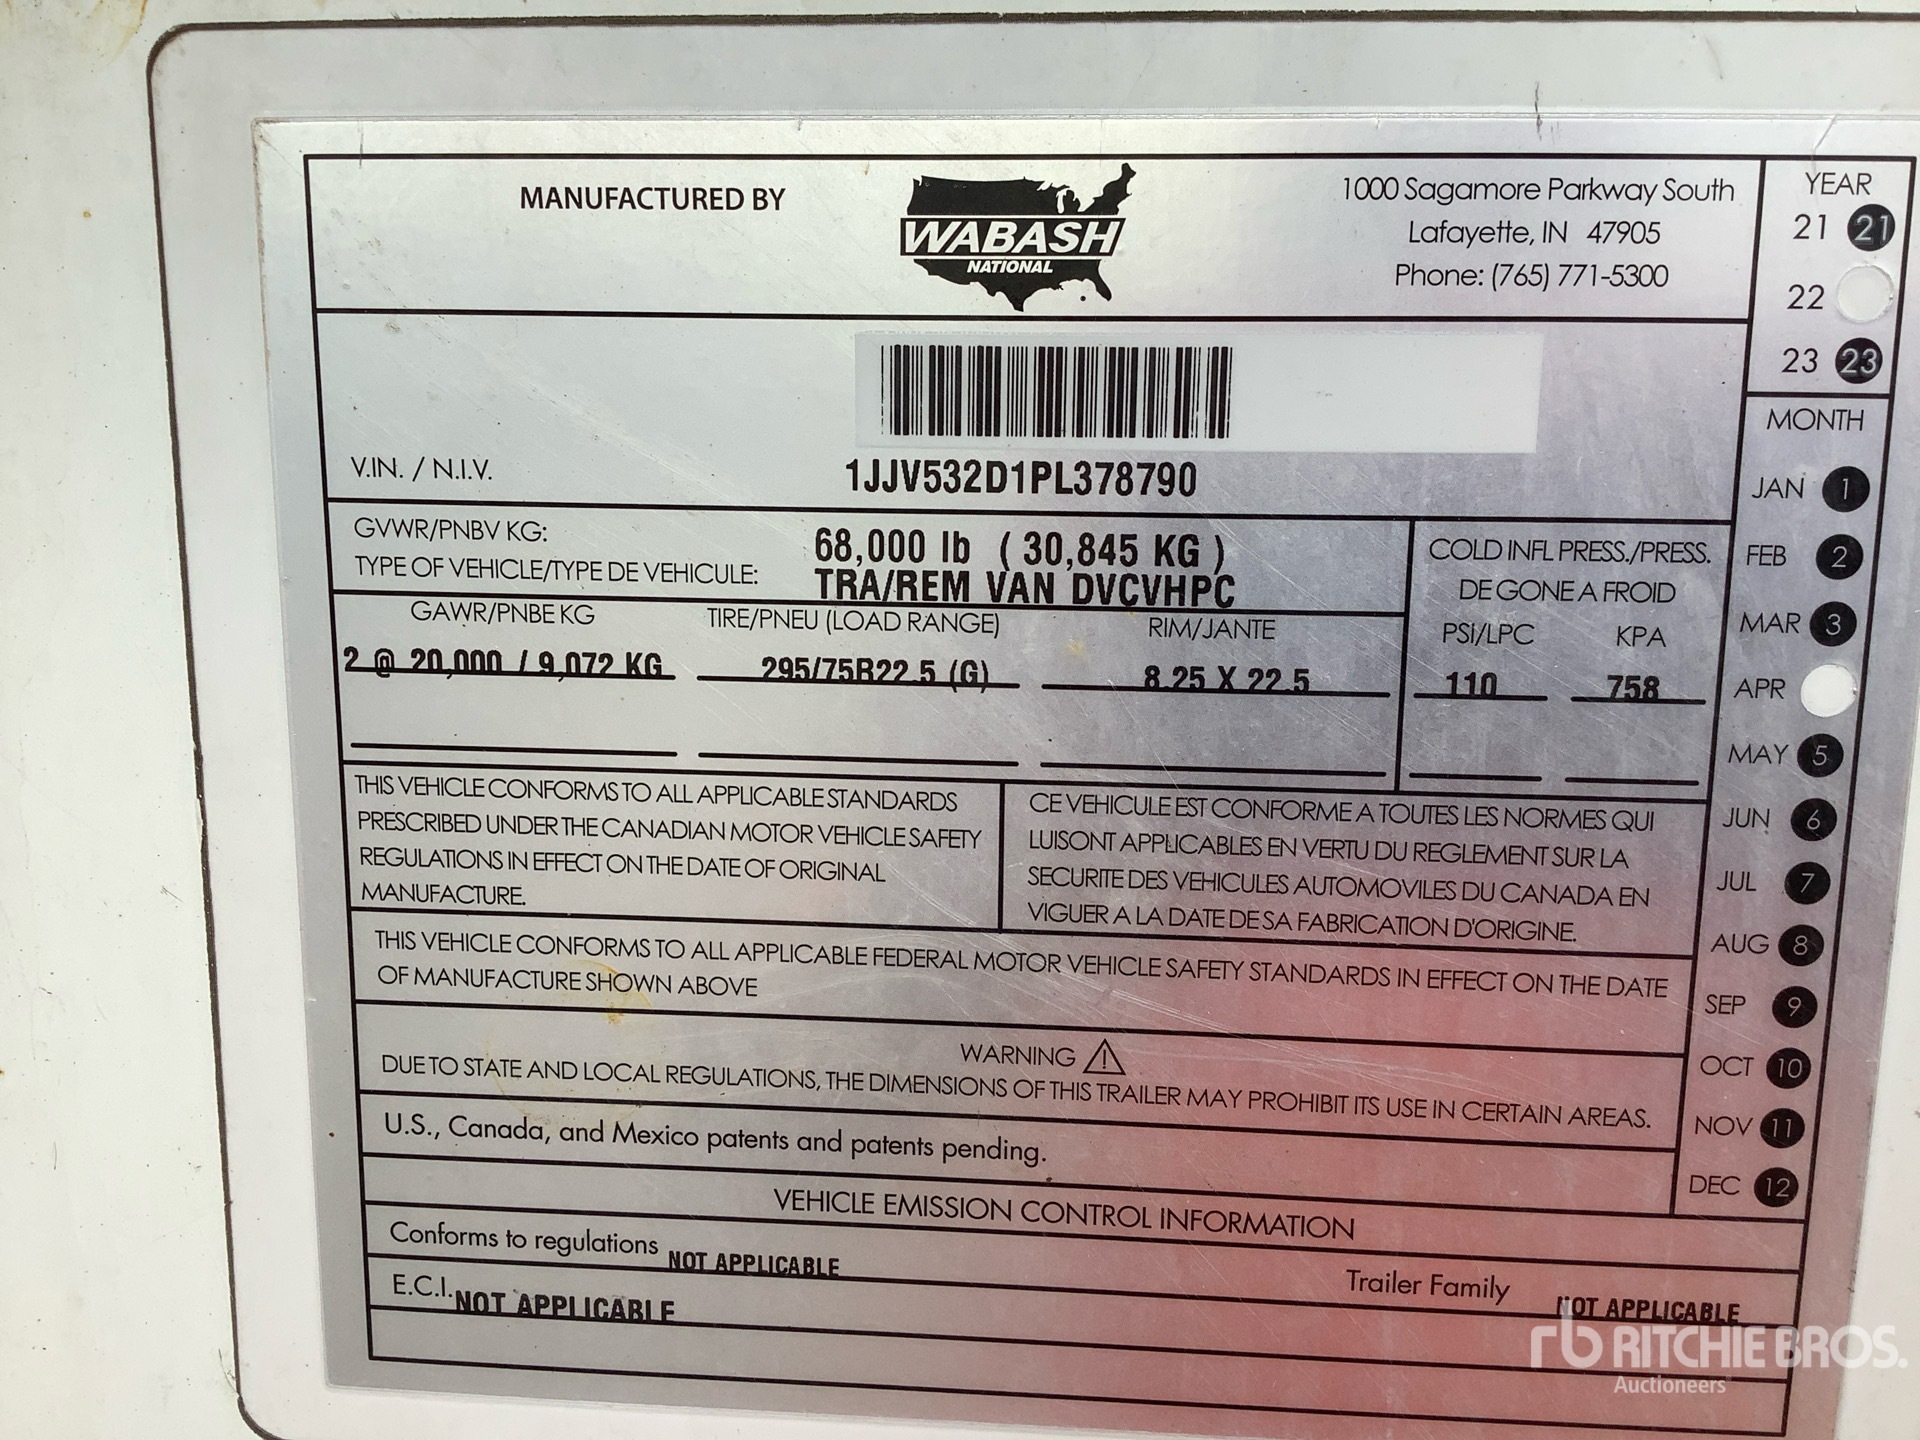 MANUFACTURED BY
WABASH
NATIONAL
1000 Sagamore Parkway South
Lafayette, IN 47905
Phone: (765) 771-5300
YEAR
21 21
22
23 23
MONTH
JAN 1
FEB 2
MAR 3
APR
MAY 5
JUN 6
JUL 7
AUG 8
SEP 9
OCT 10
NOV 11
DEC 12
V.IN. / N.I.V.
1JJV532D1PL378790
GVWR/PNBV KG:
68,000 lb ( 30,845 KG )
TYPE OF VEHICLE/TYPE DE VEHICULE:
TRA/REM VAN DVCVHPC
COLD INFL PRESS./PRESS.
DE GONE A FROID
GAWR/PNBE KG
TIRE/PNEU (LOAD RANGE)
RIM/JANTE
PSI/LPC
KPA
2 @ 20,000 / 9,072 KG
295/75R22.5 (G)
8.25 X 22.5
110
758
THIS VEHICLE CONFORMS TO ALL APPLICABLE STANDARDS
PRESCRIBED UNDER THE CANADIAN MOTOR VEHICLE SAFETY
REGULATIONS IN EFFECT ON THE DATE OF ORIGINAL
MANUFACTURE.
CE VEHICULE EST CONFORME A TOUTES LES NORMES QUI
LUISONT APPLICABLES EN VERTU DU REGLEMENT SUR LA
SECURITE DES VEHICULES AUTOMOVILES DU CANADA EN
VIGUER A LA DATE DE SA FABRICATION D'ORIGINE.
THIS VEHICLE CONFORMS TO ALL APPLICABLE FEDERAL MOTOR VEHICLE SAFETY STANDARDS IN EFFECT ON THE DATE
OF MANUFACTURE SHOWN ABOVE
WARNING
DUE TO STATE AND LOCAL REGULATIONS, THE DIMENSIONS OF THIS TRAILER MAY PROHIBIT ITS USE IN CERTAIN AREAS.
U.S., Canada, and Mexico patents and patents pending.
VEHICLE EMISSION CONTROL INFORMATION
Conforms to regulations NOT APPLICABLE
E.C.I. NOT APPLICABLE
Trailer Family NOT APPLICABLE
rb RITCHIE BROS.
Auctioneers